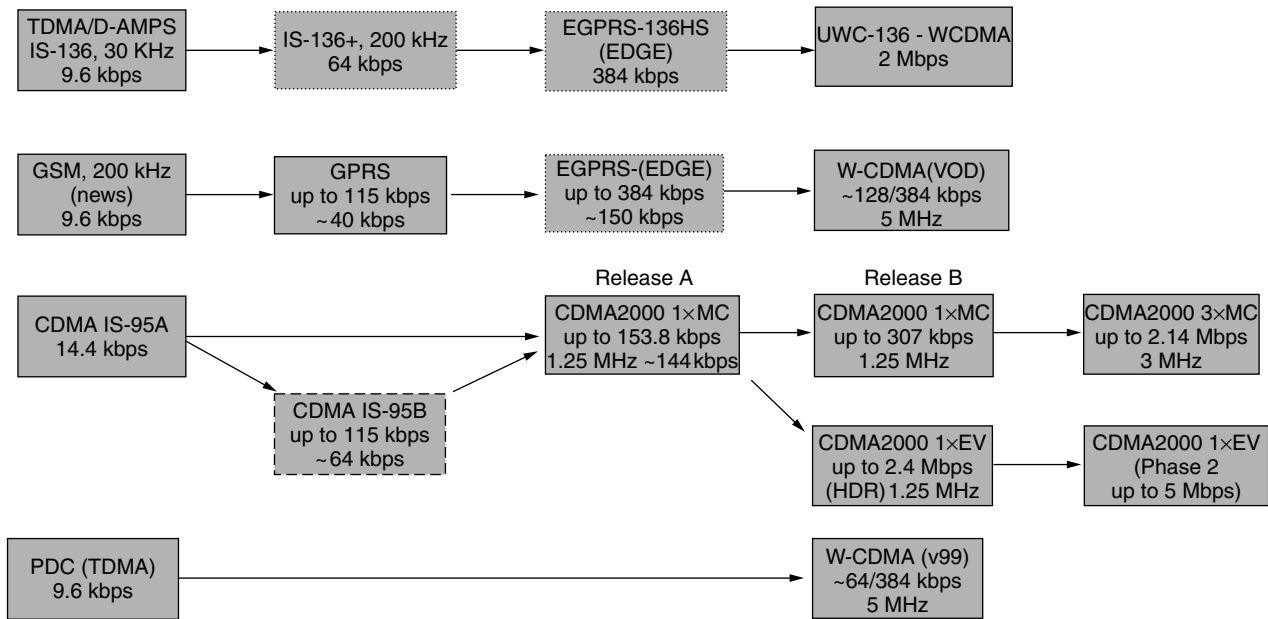 TDMA/D-AMPS
IS-136, 30 KHz
9.6 kbps
IS-136+, 200 kHz
64 kbps
EGPRS-136HS
(EDGE)
384 kbps
UWC-136 - WCDMA
2 Mbps
GSM, 200 kHz
(news)
9.6 kbps
GPRS
up to 115 kbps
~40 kbps
EGPRS-(EDGE)
up to 384 kbps
~150 kbps
W-CDMA(VOD)
~128/384 kbps
5 MHz
CDMA IS-95A
14.4 kbps
CDMA IS-95B
up to 115 kbps
~64 kbps
Release A
CDMA2000 1×MC
up to 153.8 kbps
1.25 MHz ~144 kbps
Release B
CDMA2000 1×MC
up to 307 kbps
1.25 MHz
CDMA2000 3×MC
up to 2.14 Mbps
3 MHz
CDMA2000 1×EV
up to 2.4 Mbps
(HDR) 1.25 MHz
CDMA2000 1×EV
(Phase 2
up to 5 Mbps)
PDC (TDMA)
9.6 kbps
W-CDMA (v99)
~64/384 kbps
5 MHz